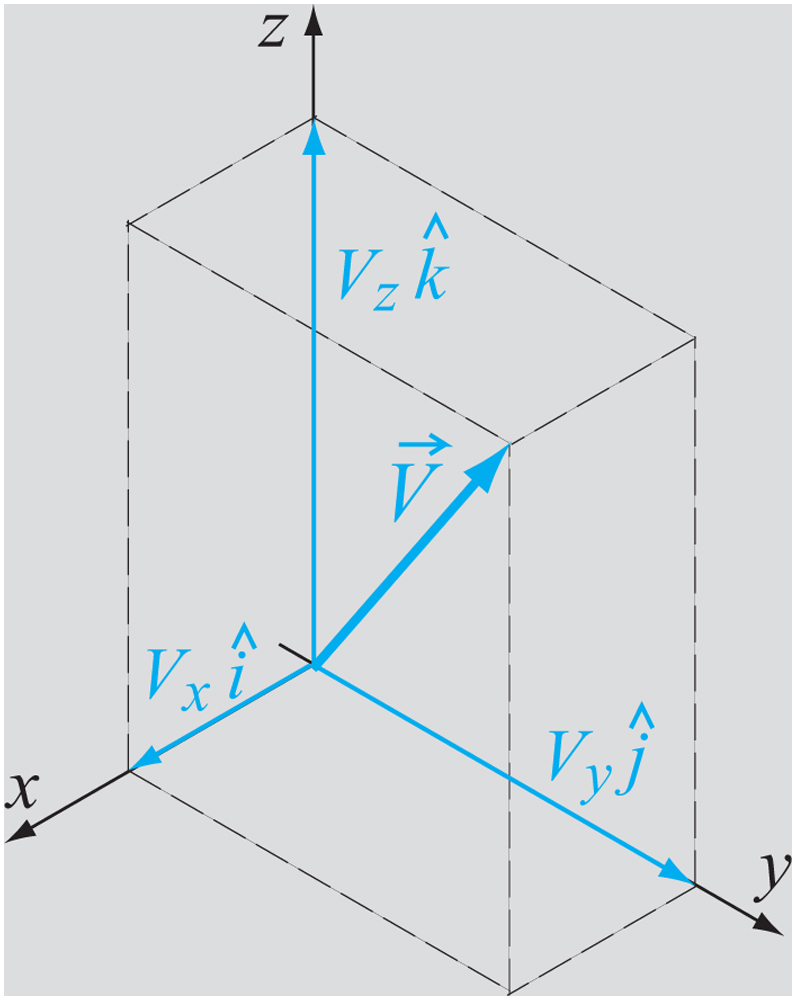 z
V_z k̂
V⃗
V_x î
V_y ĵ
x
y